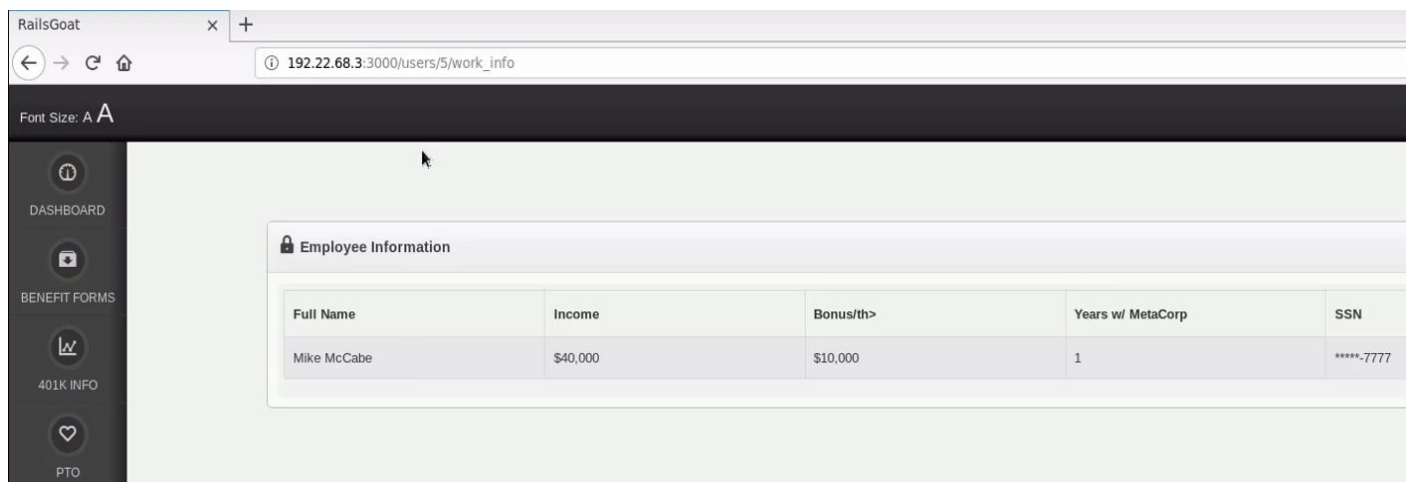 RailsGoat
192.22.68.3:3000/users/5/work_info
Font Size: A A
DASHBOARD
BENEFIT FORMS
401K INFO
PTO
Employee Information
Full Name Income Bonus/th> Years w/ MetaCorp SSN
Mike McCabe $40,000 $10,000 1 *****-7777